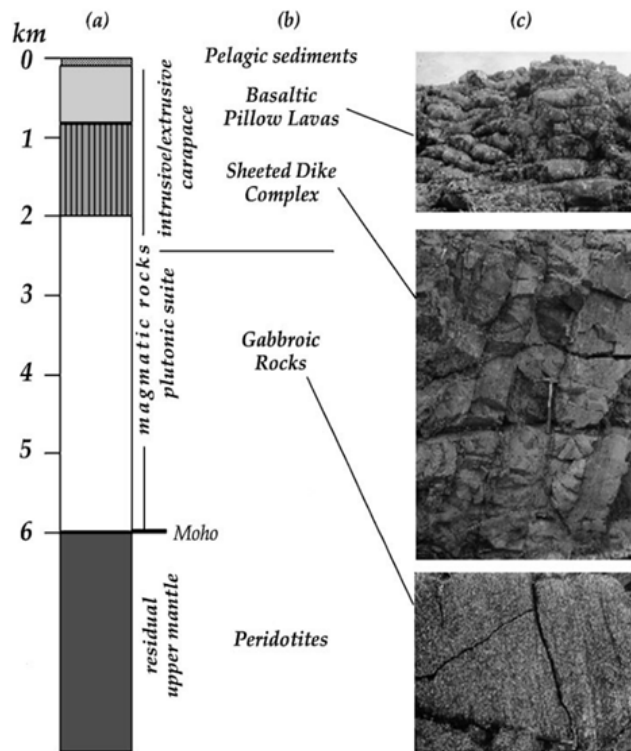 (a)
(b)
(c)
km
0
1
2
3
4
5
6
magmatic rocks
intrusive/extrusive
carapace
plutonic suite
Moho
residual
upper mantle
Pelagic sediments
Basaltic
Pillow Lavas
Sheeted Dike
Complex
Gabbroic
Rocks
Peridotites